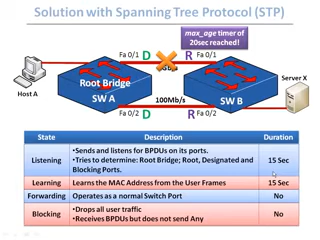 Solution with Spanning Tree Protocol (STP)
max_age timer of
20sec reached!
Fa 0/1 D R Fa 0/1
Root Bridge
SW A
SW B
Host A
Server X
100Mb/s
Fa 0/2 D R Fa 0/2
State Description Duration
Listening
•Sends and listens for BPDUs on its ports.
•Tries to determine: Root Bridge; Root, Designated and
Blocking Ports.
15 Sec
Learning Learns the MAC Address from the User Frames 15 Sec
Forwarding Operates as a normal Switch Port No
Blocking
•Drops all user traffic
•Receives BPDUs but does not send Any
No